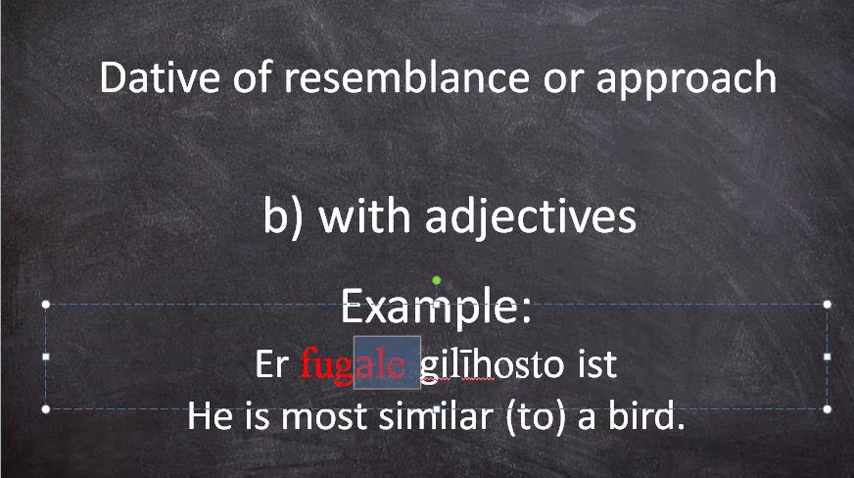 Dative of resemblance or approach
b) with adjectives
Example:
Er fugale gilīhosto ist
He is most similar (to) a bird.